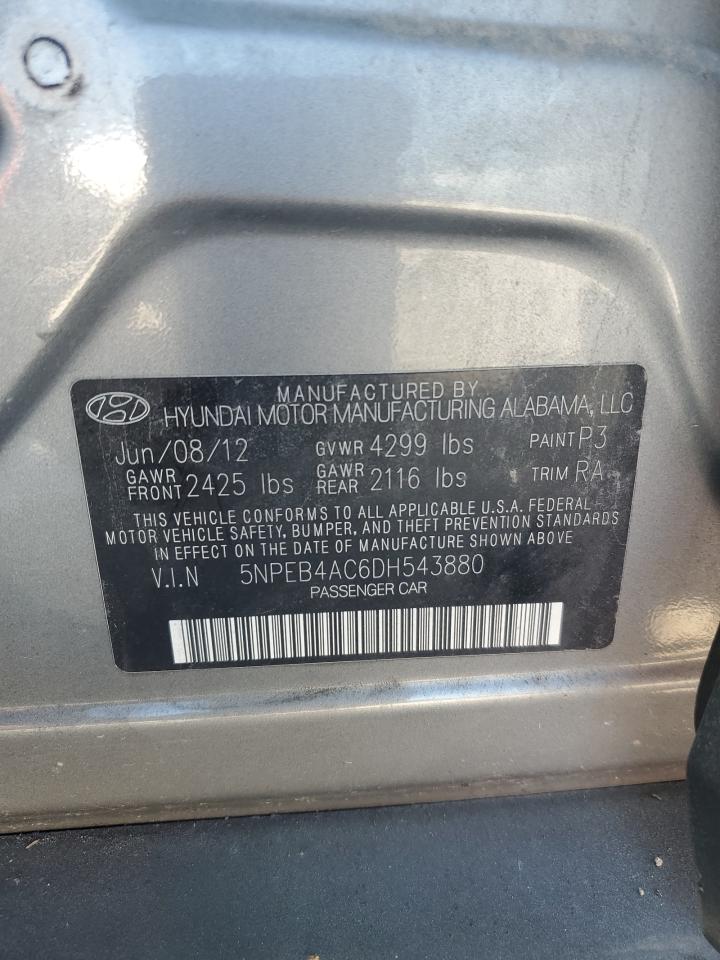 MANUFACTURED BY
HYUNDAI MOTOR MANUFACTURING ALABAMA, LLC
Jun/08/12 GVWR 4299 lbs PAINT P3
GAWR FRONT 2425 lbs GAWR REAR 2116 lbs TRIM RA
THIS VEHICLE CONFORMS TO ALL APPLICABLE U.S.A. FEDERAL
MOTOR VEHICLE SAFETY, BUMPER, AND THEFT PREVENTION STANDARDS
IN EFFECT ON THE DATE OF MANUFACTURE SHOWN ABOVE
V.I.N 5NPEB4AC6DH543880
PASSENGER CAR